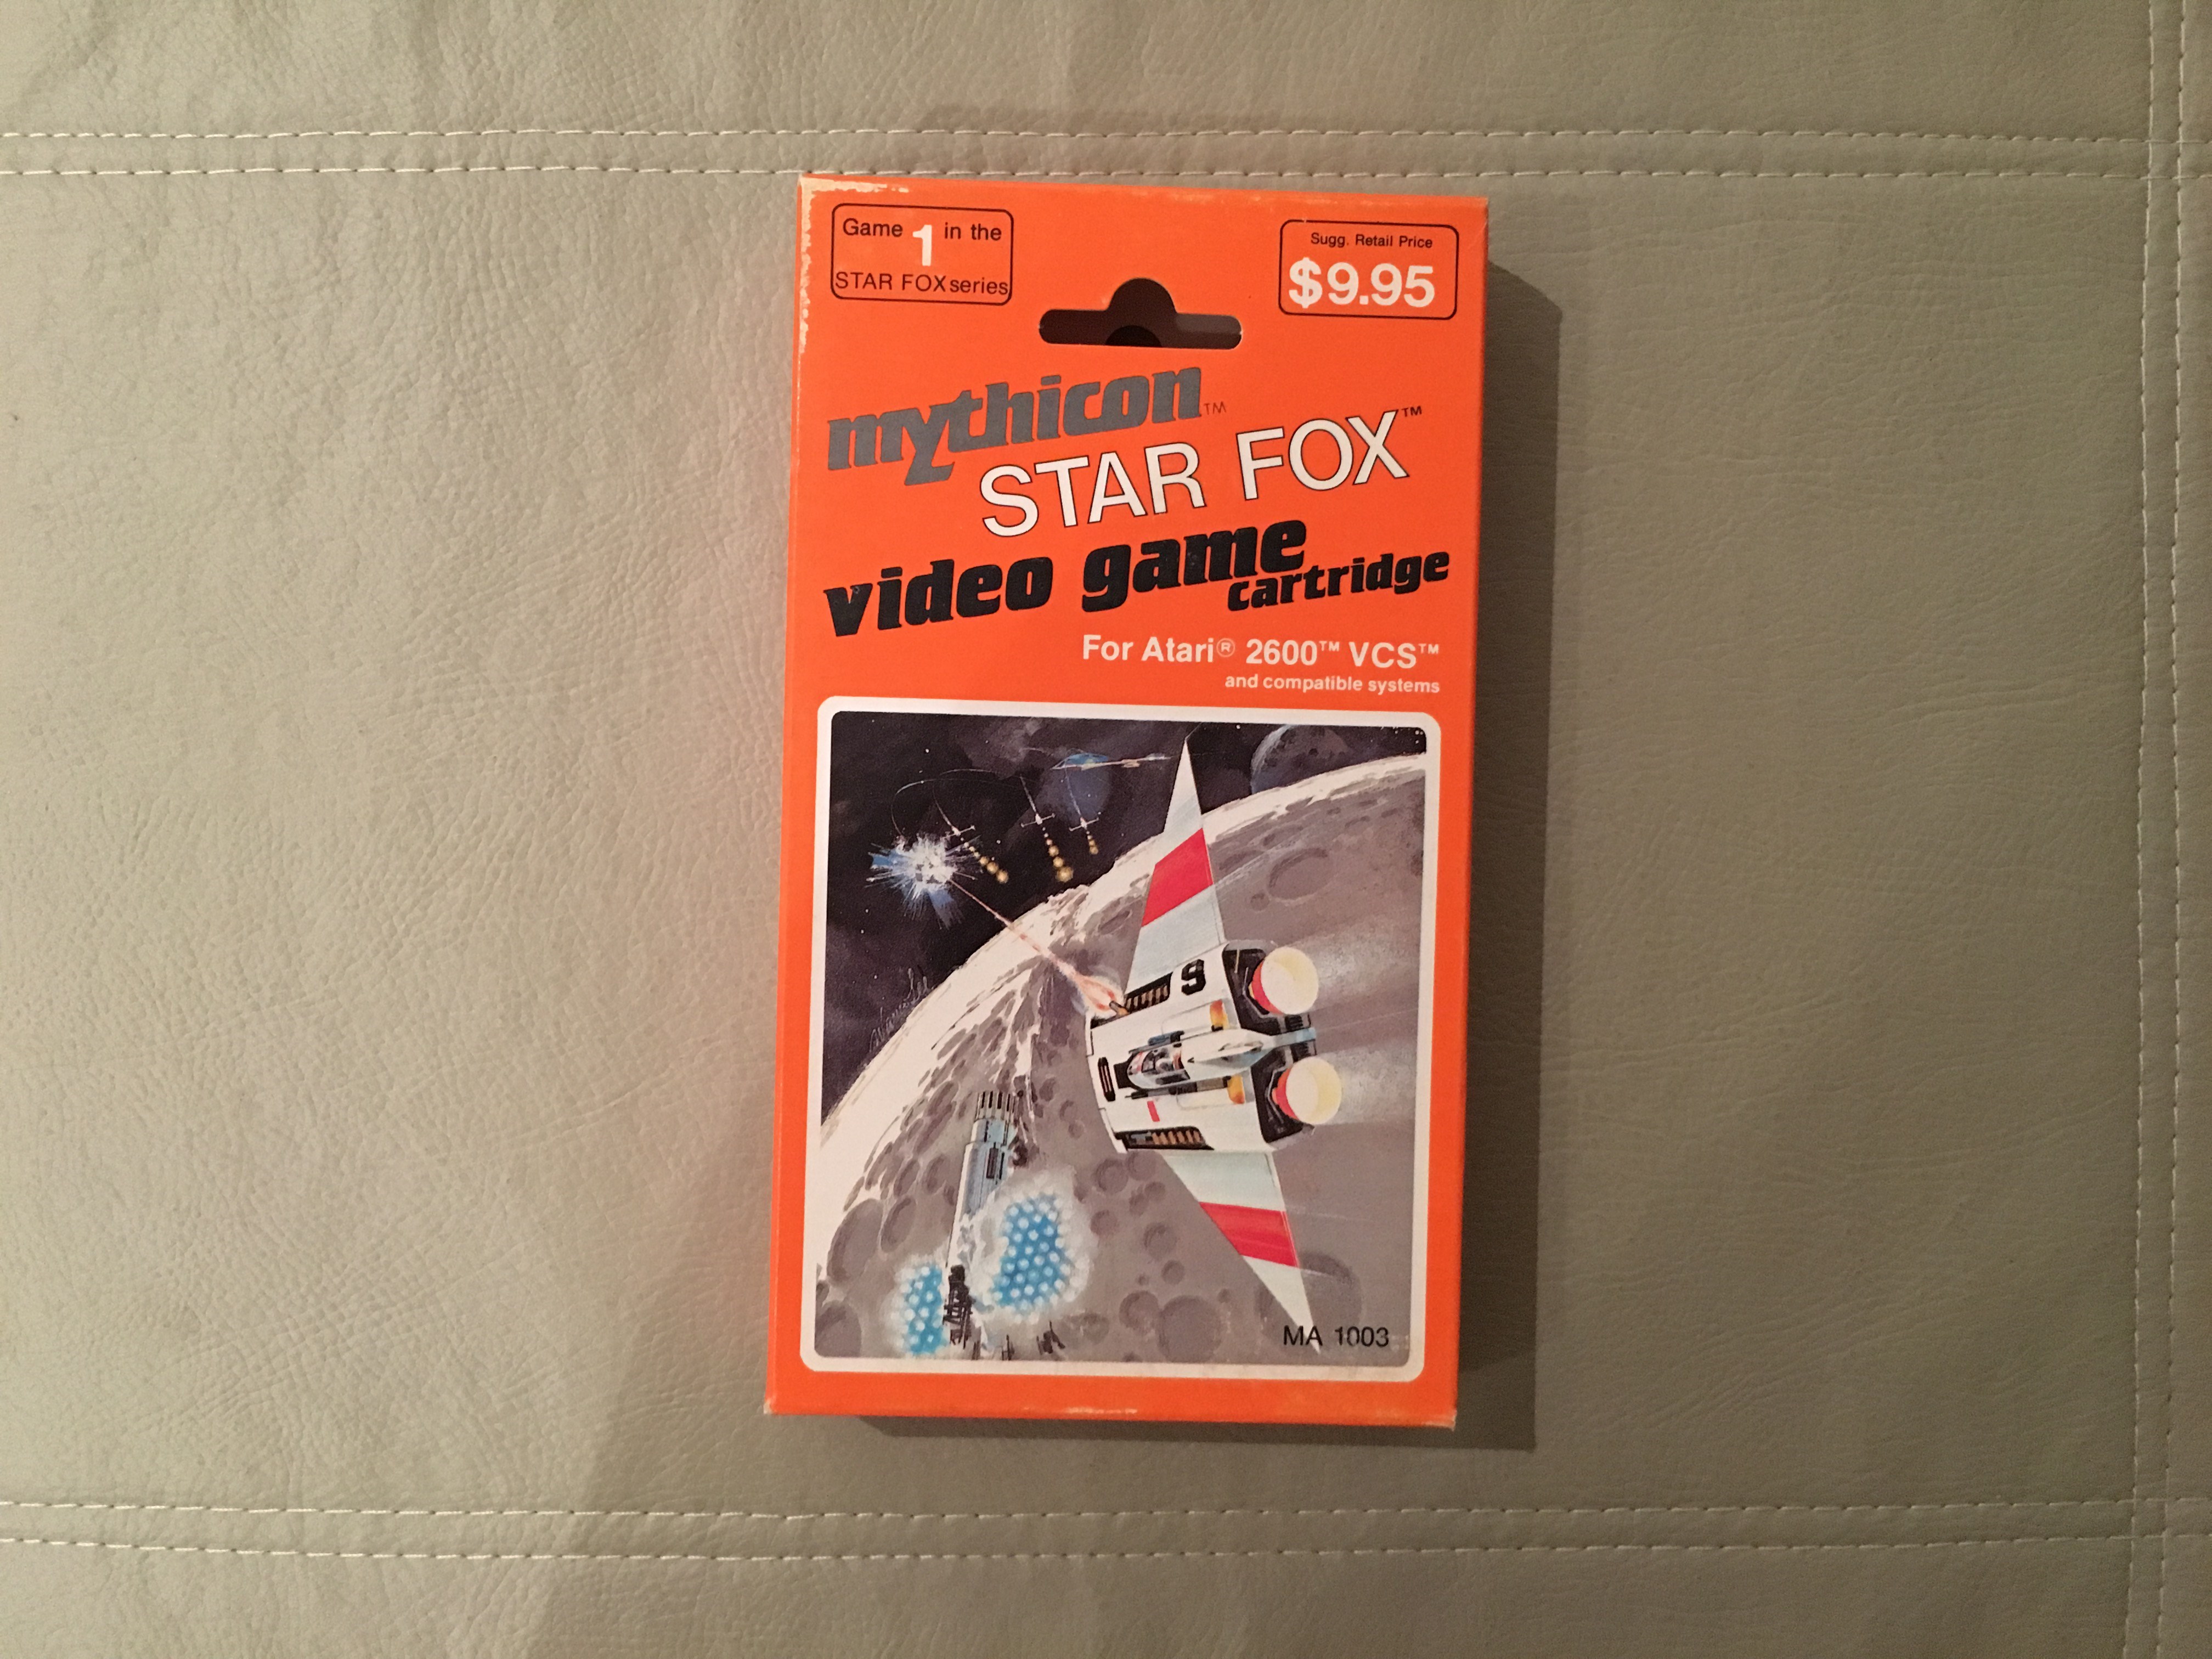 Game 1 in the
STAR FOX series
Sugg. Retail Price
$9.95
mythicon™
STAR FOX™
video game
cartridge
For Atari® 2600™ VCS™
and compatible systems
9
MA 1003